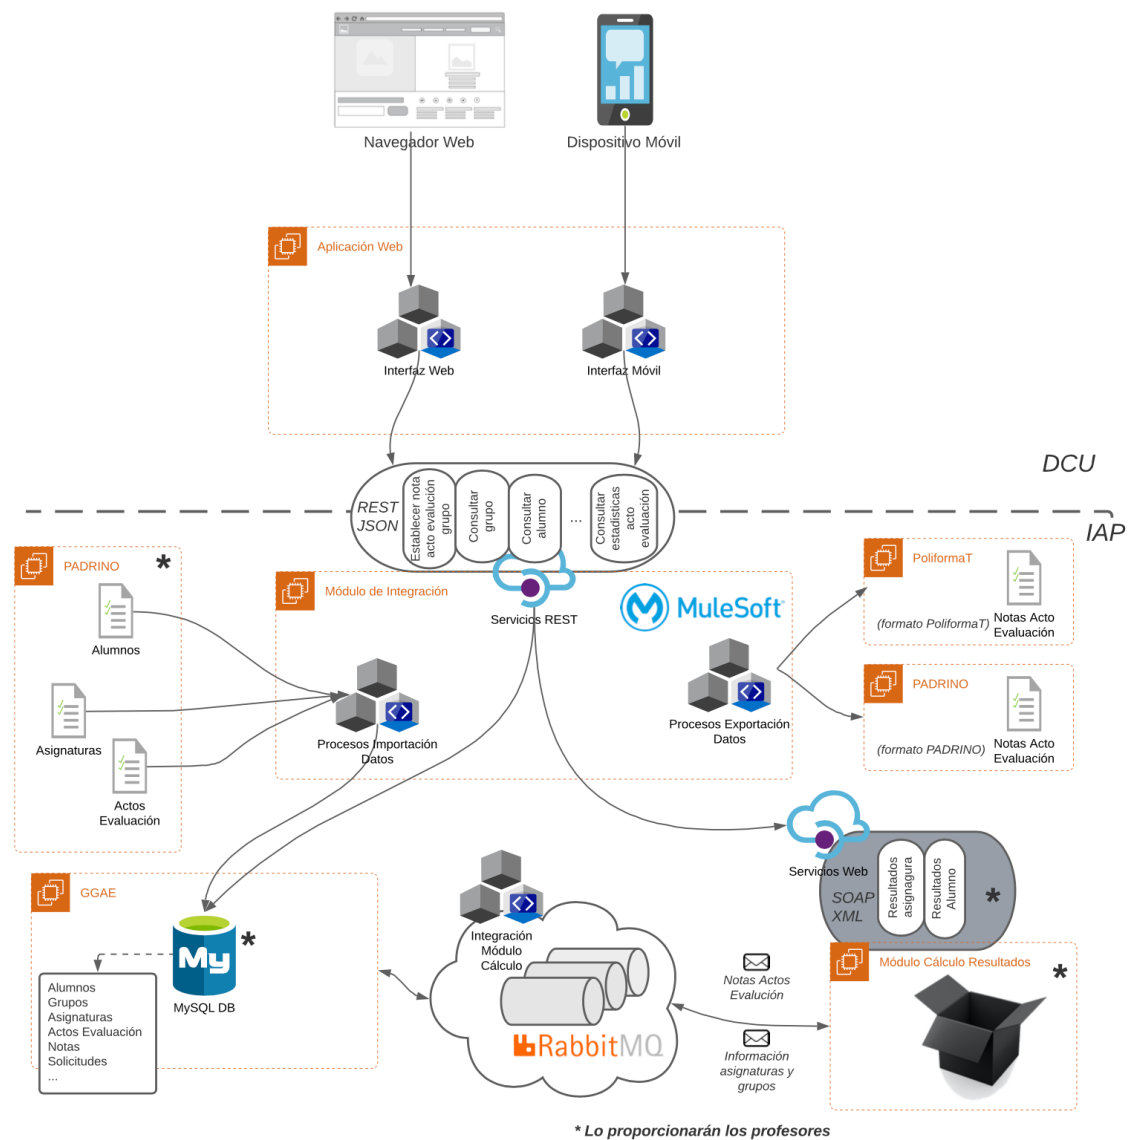 Navegador Web
Dispositivo Móvil
Aplicación Web
Interfaz Web
Interfaz Móvil
DCU
IAP
REST
JSON
Establecer nota
acto evalución
grupo
Consultar
grupo
Consultar
alumno
...
Consultar
estadisticas
acto
evaluación
Servicios REST
PADRINO
*
Alumnos
Asignaturas
Actos
Evaluación
Módulo de Integración
MuleSoft
Procesos Importación
Datos
Procesos Exportación
Datos
PoliformaT
(formato PoliformaT)
Notas Acto
Evaluación
PADRINO
(formato PADRINO)
Notas Acto
Evaluación
Servicios Web
SOAP
XML
Resultados
asignagura
Resultados
Alumno
*
GGAE
My
*
MySQL DB
Alumnos
Grupos
Asignaturas
Actos Evaluación
Notas
Solicitudes
...
Integración
Módulo
Cálculo
RabbitMQ
Notas Actos
Evalución
Información
asignaturas y
grupos
Módulo Cálculo Resultados
*
* Lo proporcionarán los profesores